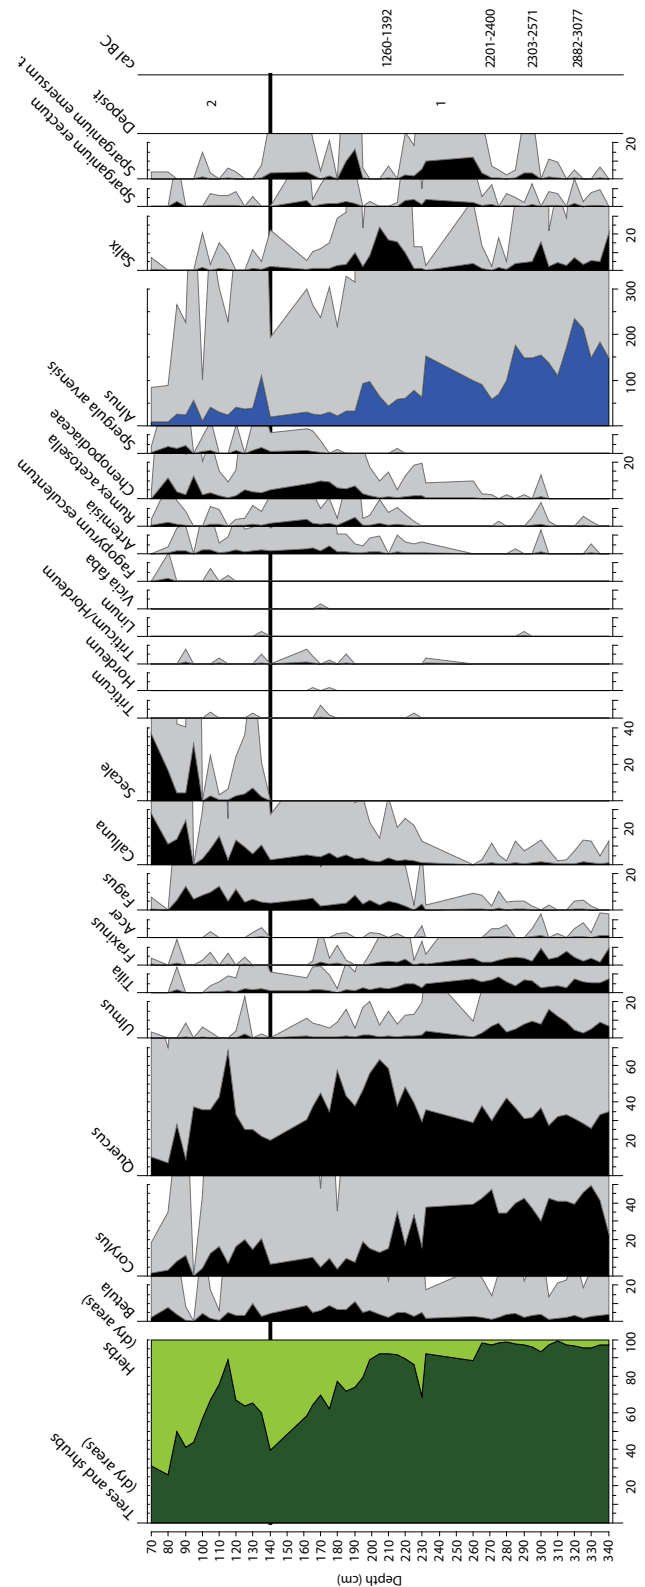 cal BC
1260-1392
2201-2400
2303-2571
2882-3077
Deposit
2
1
Sparganium emersum t.
20
Sparganium erectum
Salix
20
Alnus
100
200
300
Spergula arvensis
Chenopodiaceae
20
Rumex acetosella
Artemisia
Fagopyrum esculentum
Vicia faba
Linum
Triticum/Hordeum
Hordeum
Triticum
Secale
20
40
Calluna
20
Fagus
20
Acer
Fraxinus
Tilia
Ulmus
20
Quercus
20
40
60
Corylus
20
40
Betula
20
Herbs
(dry areas)
Trees and shrubs
(dry areas)
20
40
60
80
100
70 80 90 100 110 120 130 140 150 160 170 180 190 200 210 220 230 240 250 260 270 280 290 300 310 320 330 340
Depth (cm)